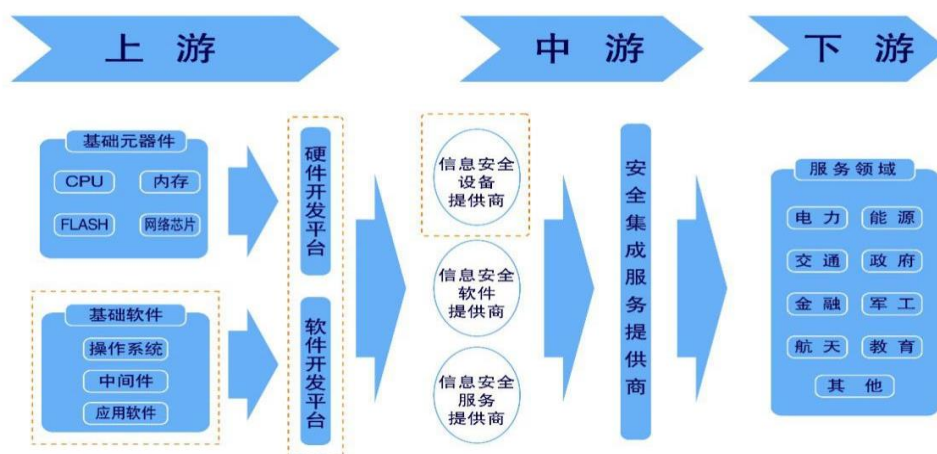 上游
中游
下游
基础元器件
CPU
内存
FLASH
网络芯片
基础软件
操作系统
中间件
应用软件
硬件开发平台
软件开发平台
信息安全
设备
提供商
信息安全
软件
提供商
信息安全
服务
提供商
安全集成服务提供商
服务领域
电力
能源
交通
政府
金融
军工
航天
教育
其他